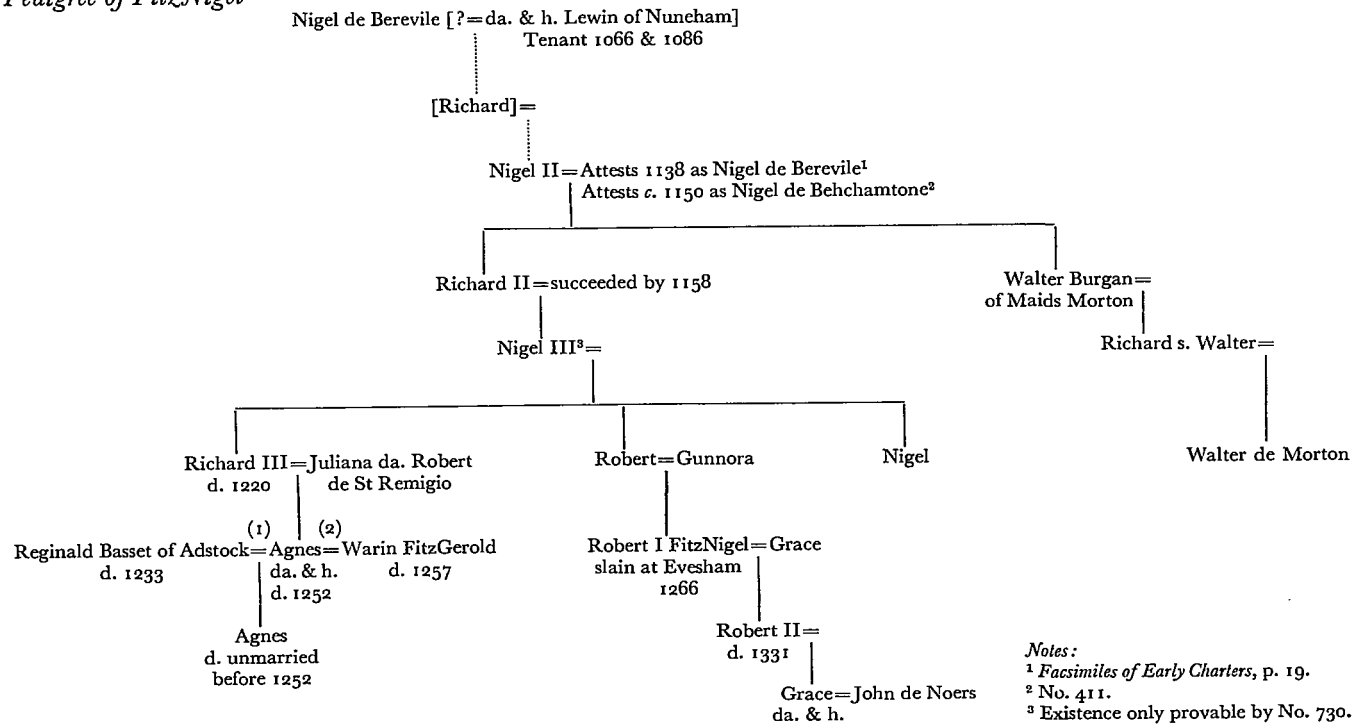 Pedigree of FitzNigel
Nigel de Berevile [?=da. & h. Lewin of Nuneham]
Tenant 1066 & 1086
[Richard]=
Nigel II=Attests 1138 as Nigel de Berevile¹
Attests c. 1150 as Nigel de Behchamtone²
Richard II=succeeded by 1158
Walter Burgan=
of Maids Morton
Nigel III³=
Richard s. Walter=
Richard III=Juliana da. Robert
d. 1220 de St Remigio
Robert=Gunnora
Nigel
Walter de Morton
(1) (2)
Reginald Basset of Adstock=Agnes=Warin FitzGerold
d. 1233 da. & h. d. 1257
d. 1252
Robert I FitzNigel=Grace
slain at Evesham
1266
Agnes
d. unmarried
before 1252
Robert II=
d. 1331
Grace=John de Noers
da. & h.
Notes:
¹ Facsimiles of Early Charters, p. 19.
² No. 411.
³ Existence only provable by No. 730.